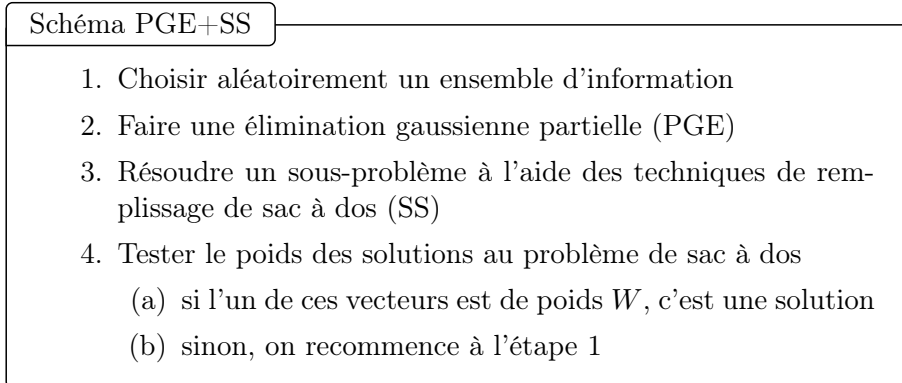 Schéma PGE+SS
1. Choisir aléatoirement un ensemble d'information
2. Faire une élimination gaussienne partielle (PGE)
3. Résoudre un sous-problème à l'aide des techniques de rem-
plissage de sac à dos (SS)
4. Tester le poids des solutions au problème de sac à dos
(a) si l'un de ces vecteurs est de poids W, c'est une solution
(b) sinon, on recommence à l'étape 1